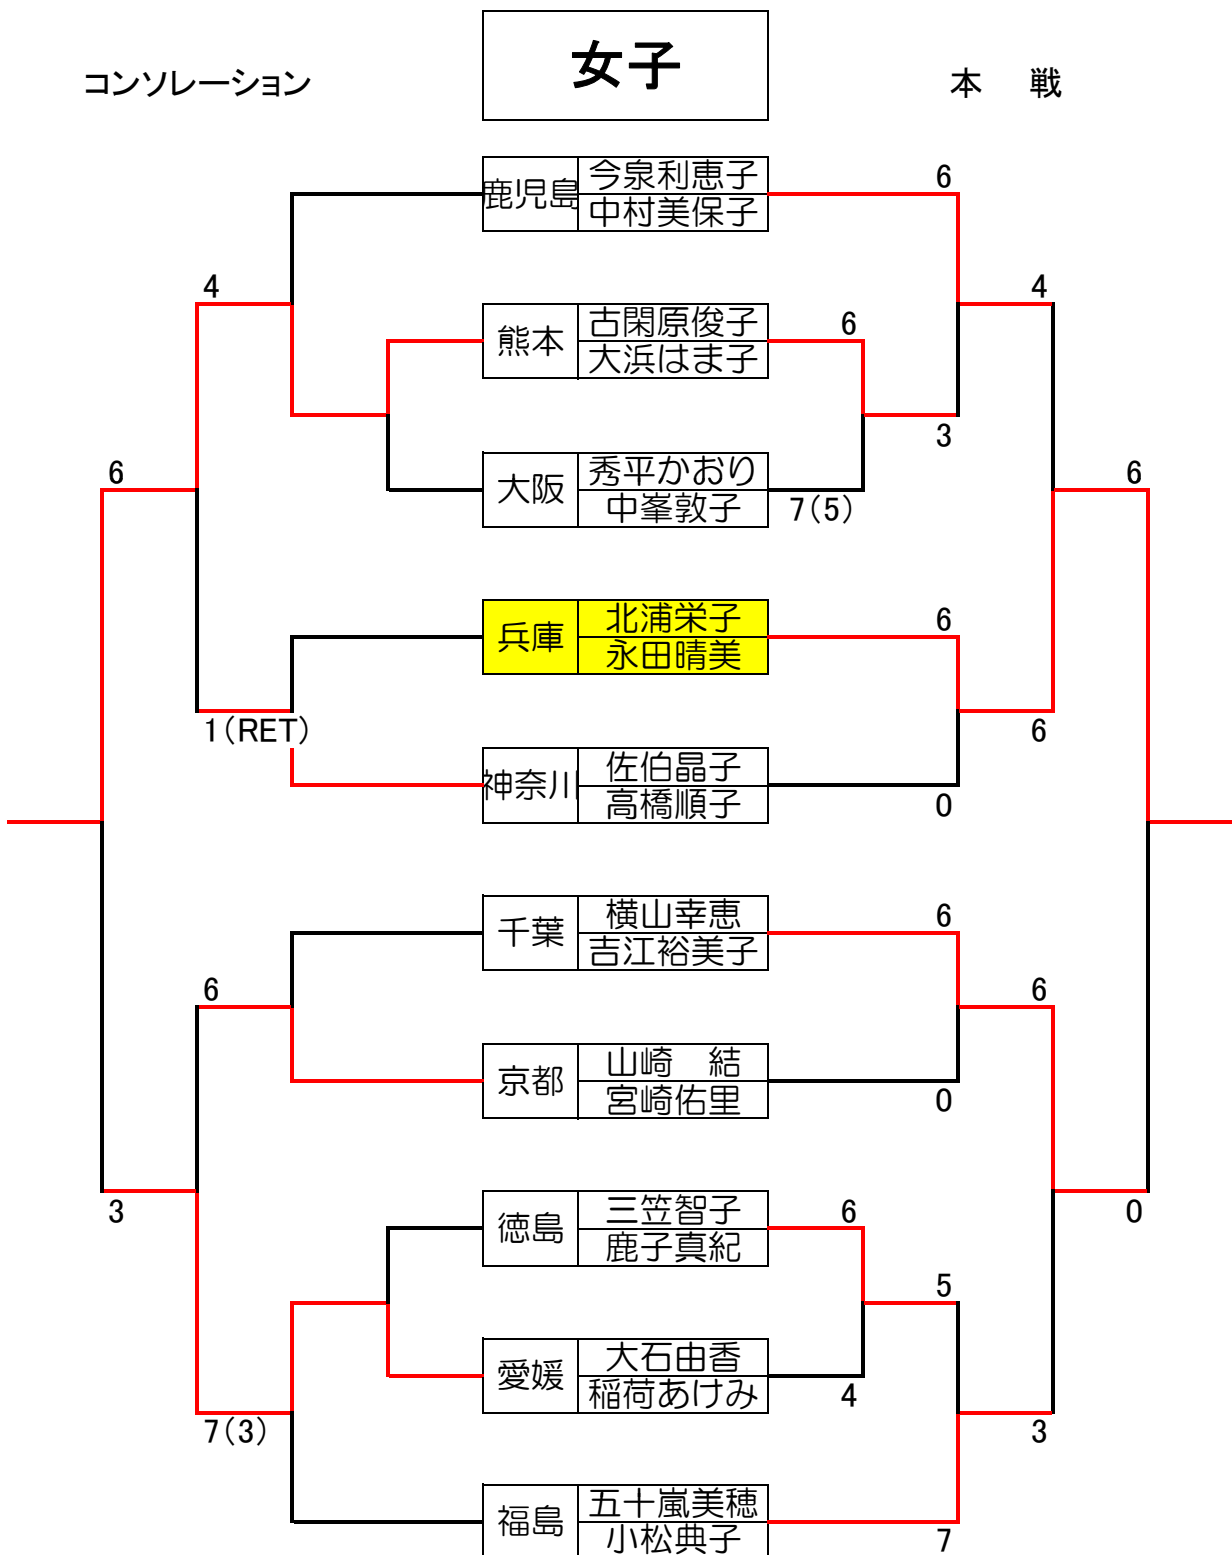 女子
コンソレーション
本 戦
鹿児島
今泉利恵子
中村美保子
6
4
4
熊本
古閑原俊子
大浜はま子
6
3
6
大阪
秀平かおり
中峯敦子
7(5)
6
兵庫
北浦栄子
永田晴美
6
1(RET)
6
神奈川
佐伯晶子
高橋順子
0
千葉
横山幸恵
吉江裕美子
6
6
6
京都
山崎 結
宮崎佑里
0
3
徳島
三笠智子
鹿子真紀
6
0
5
愛媛
大石由香
稲荷あけみ
4
7(3)
3
福島
五十嵐美穂
小松典子
7